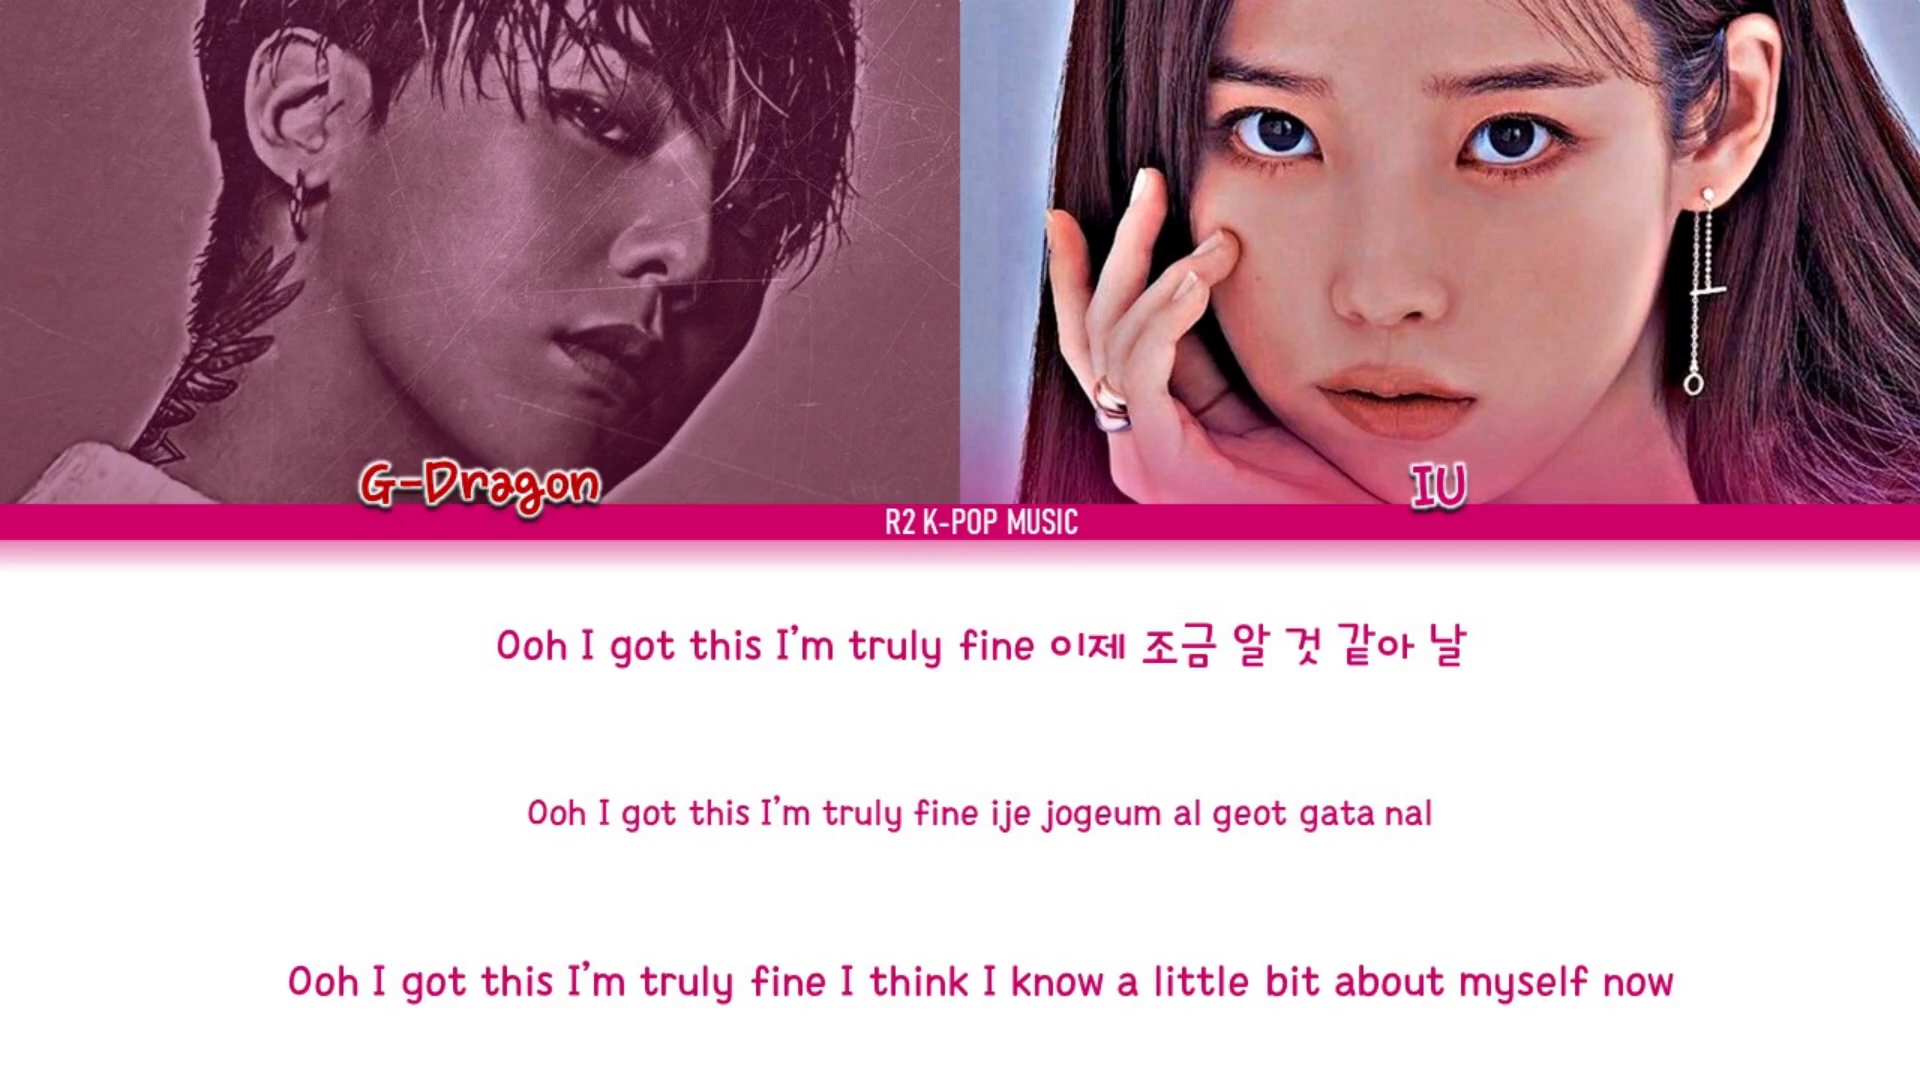 G-Dragon
IU
R2 K-POP MUSIC
Ooh I got this I'm truly fine 이제 조금 알 것 같아 날
Ooh I got this I'm truly fine ije jogeum al geot gata nal
Ooh I got this I'm truly fine I think I know a little bit about myself now